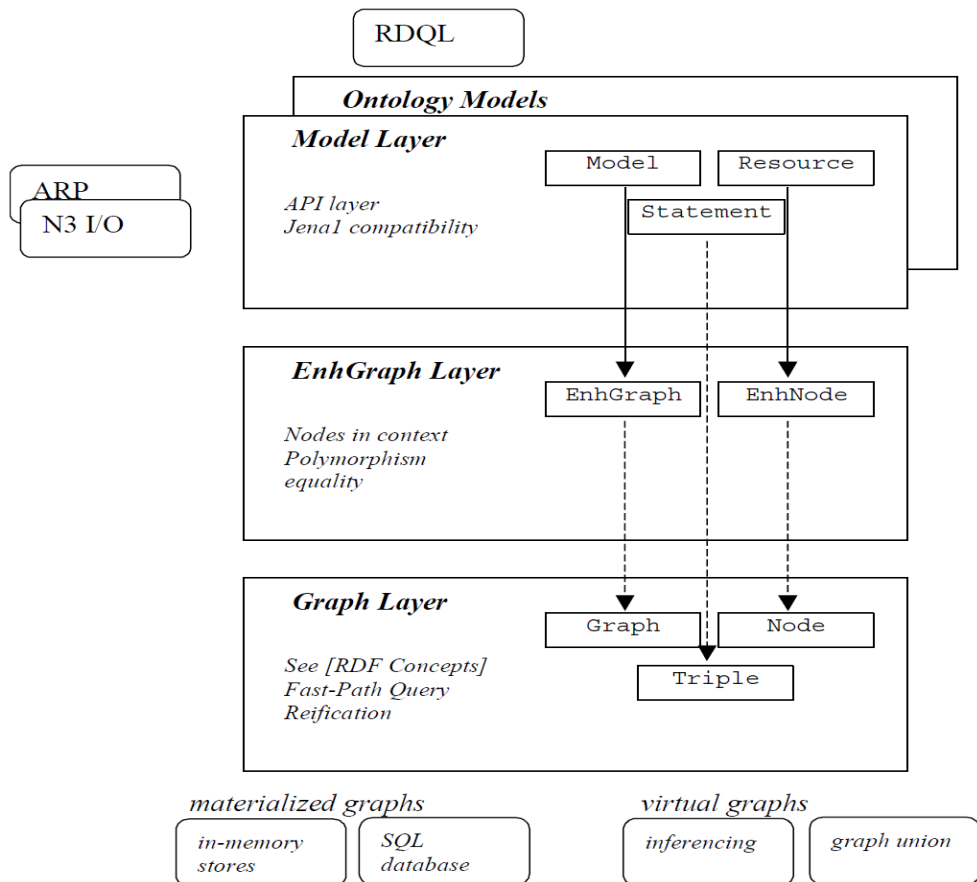 RDQL
Ontology Models
Model Layer
Model
Resource
ARP
N3 I/O
API layer
Jena1 compatibility
Statement
EnhGraph Layer
EnhGraph
EnhNode
Nodes in context
Polymorphism
equality
Graph Layer
Graph
Node
See [RDF Concepts]
Fast-Path Query
Reification
Triple
materialized graphs
virtual graphs
in-memory
stores
SQL
database
inferencing
graph union